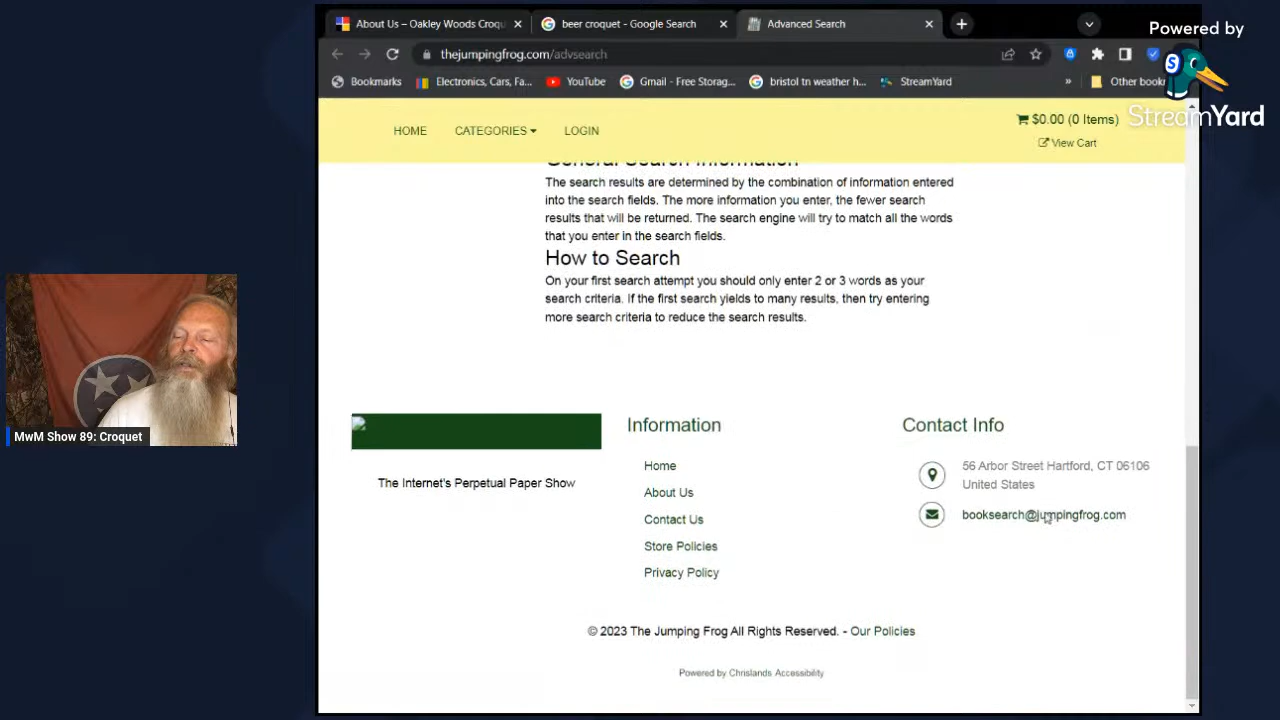 About Us – Oakley Woods Croqu
beer croquet - Google Search
Advanced Search
Powered by
StreamYard
thejumpingfrog.com/advsearch
Bookmarks
Electronics, Cars, Fa...
YouTube
Gmail - Free Storag...
bristol tn weather h...
StreamYard
»
Other bookm
HOME
CATEGORIES
LOGIN
$0.00 (0 Items)
View Cart
General Search Information
The search results are determined by the combination of information entered
into the search fields. The more information you enter, the fewer search
results that will be returned. The search engine will try to match all the words
that you enter in the search fields.
How to Search
On your first search attempt you should only enter 2 or 3 words as your
search criteria. If the first search yields to many results, then try entering
more search criteria to reduce the search results.
MwM Show 89: Croquet
The Internet's Perpetual Paper Show
Information
Home
About Us
Contact Us
Store Policies
Privacy Policy
Contact Info
56 Arbor Street Hartford, CT 06106
United States
booksearch@jumpingfrog.com
© 2023 The Jumping Frog All Rights Reserved. - Our Policies
Powered by Chrislands Accessibility